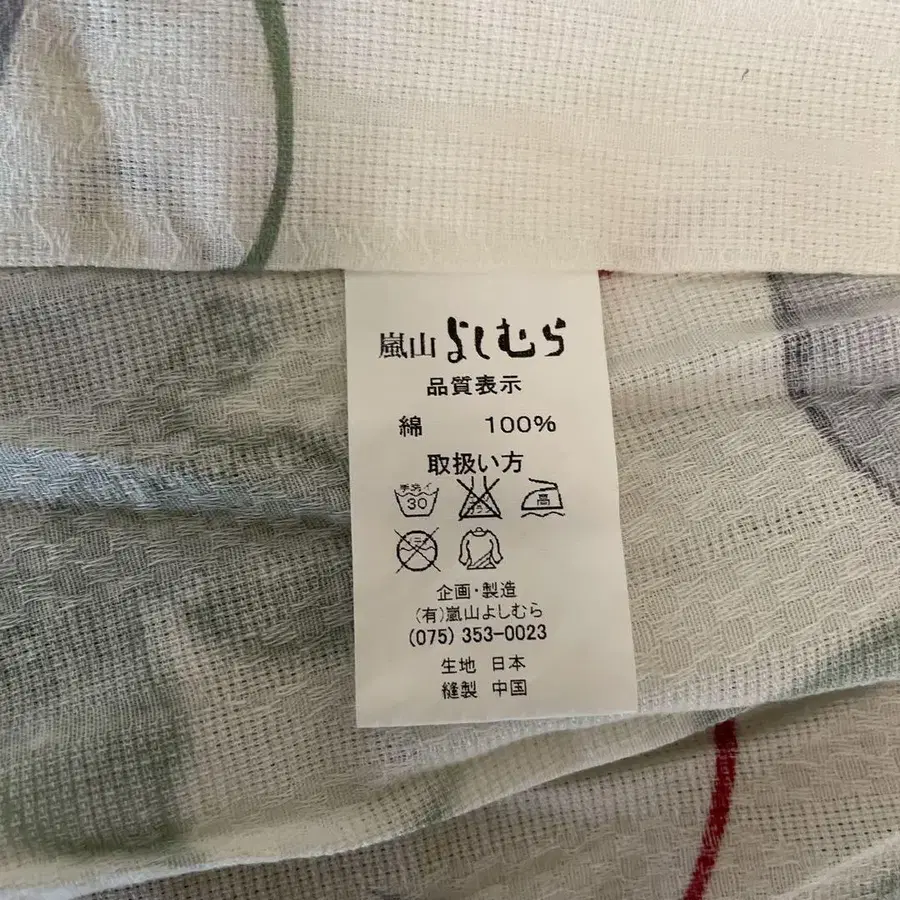 嵐山 よしむら
品質表示
綿 100%
取扱い方
手洗イ 30 高
企画・製造
(有)嵐山よしむら
(075) 353-0023
生地 日本
縫製 中国